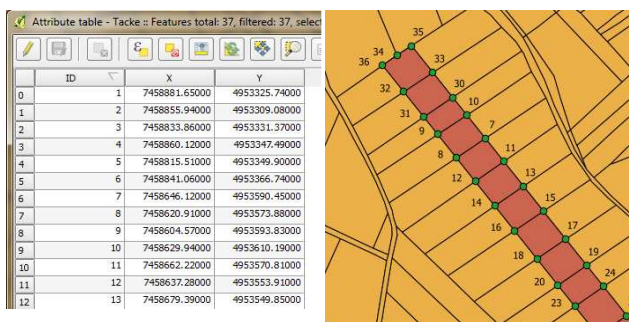 Attribute table - Tacke :: Features total: 37, filtered: 37, selec
ID X Y
0 1 7458881.65000 4953325.74000
1 2 7458855.94000 4953309.08000
2 3 7458833.86000 4953331.37000
3 4 7458860.12000 4953347.49000
4 5 7458815.51000 4953349.90000
5 6 7458841.06000 4953366.74000
6 7 7458646.12000 4953590.45000
7 8 7458620.91000 4953573.88000
8 9 7458604.57000 4953593.83000
9 10 7458629.94000 4953610.19000
10 11 7458662.22000 4953570.81000
11 12 7458637.28000 4953553.91000
12 13 7458679.39000 4953549.85000
35
34
36
33
32
30
31
10
9
7
8
11
12
13
14
15
16
17
18
19
20
24
23